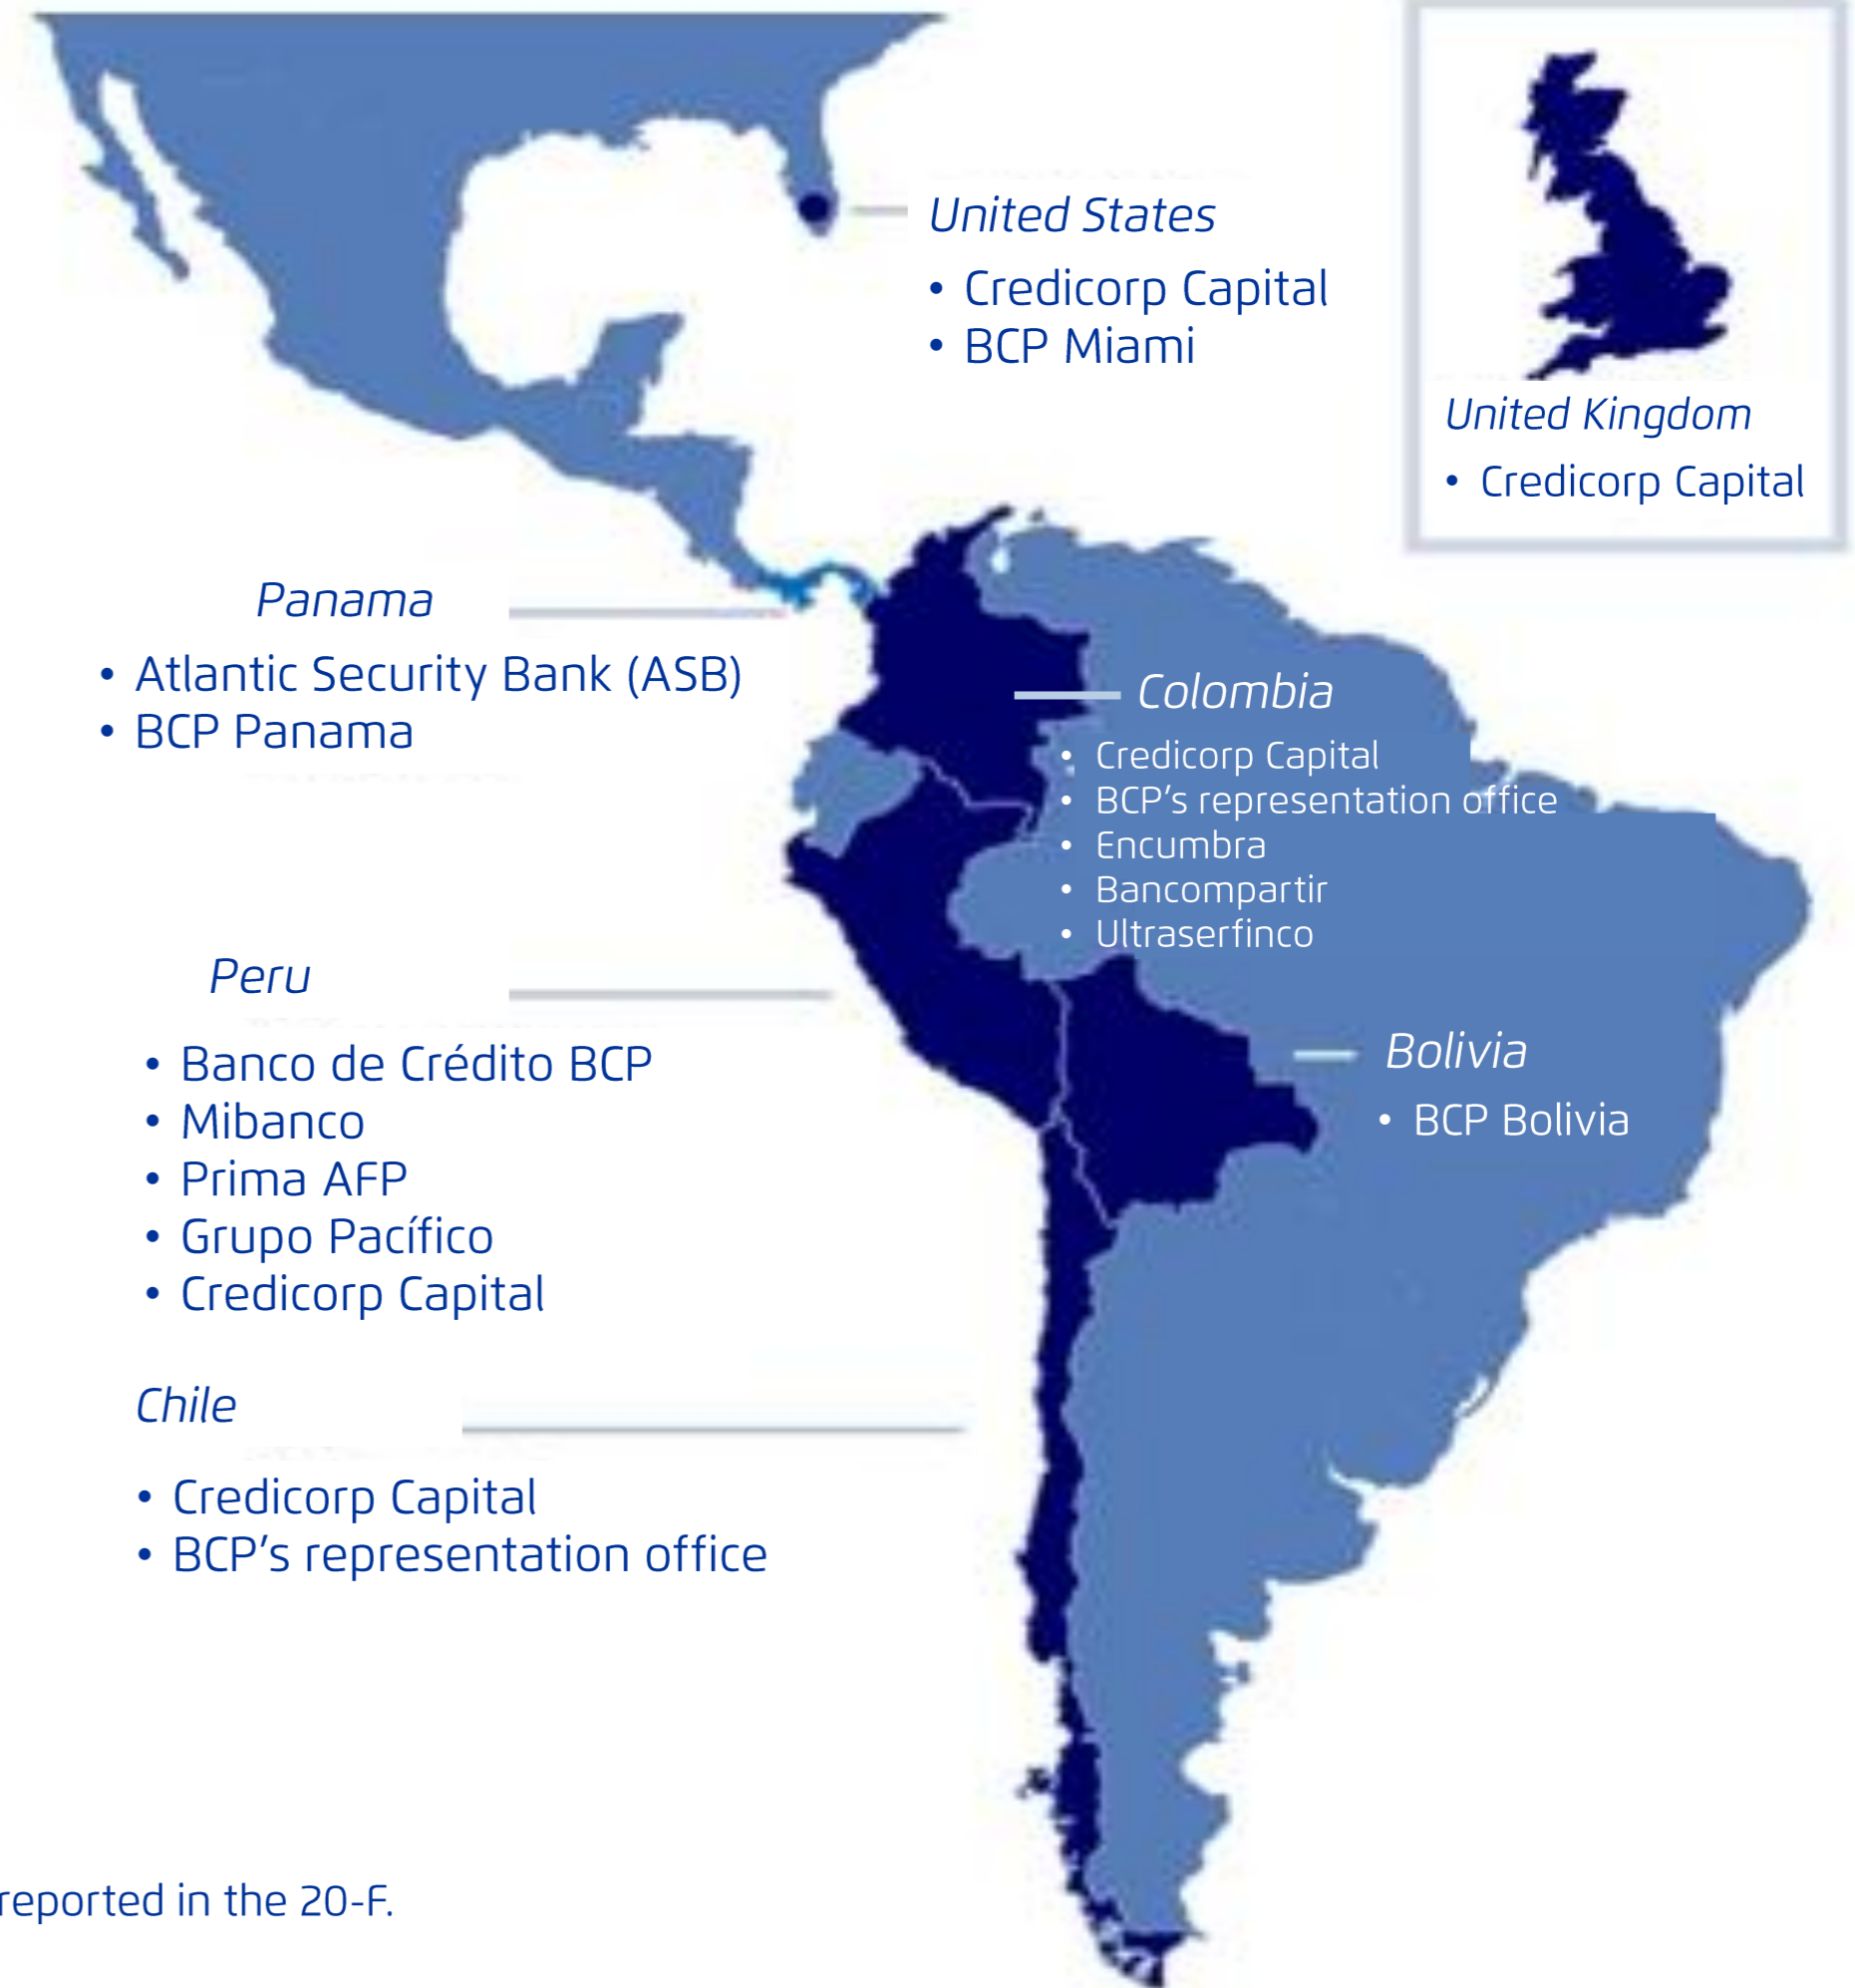 United States
• Credicorp Capital
• BCP Miami
United Kingdom
• Credicorp Capital
Panama
• Atlantic Security Bank (ASB)
• BCP Panama
Colombia
• Credicorp Capital
• BCP’s representation office
• Encumbra
• Bancompartir
• Ultraserfinco
Peru
• Banco de Crédito BCP
• Mibanco
• Prima AFP
• Grupo Pacífico
• Credicorp Capital
Bolivia
• BCP Bolivia
Chile
• Credicorp Capital
• BCP’s representation office
reported in the 20-F.